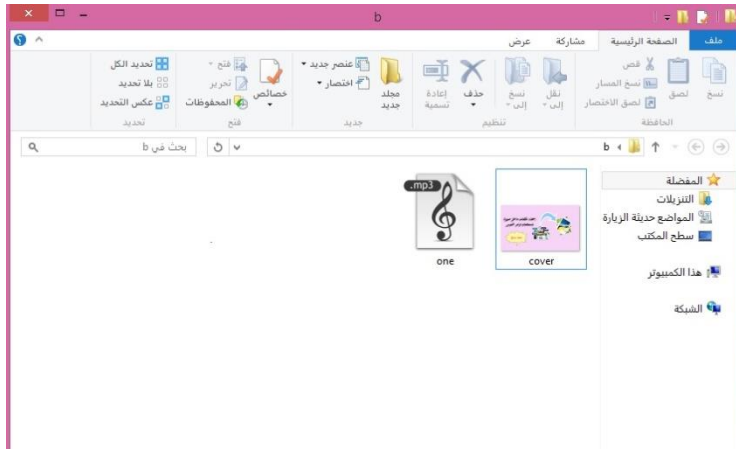 b
ملف الصفحة الرئيسية مشاركة عرض
نسخ
لصق
قص
نسخ المسار
لصق الاختصار
الحافظة
نقل إلى
نسخ إلى
حذف
إعادة تسمية
تنظيم
مجلد جديد
عنصر جديد
اختصار
جديد
خصائص
فتح
تحرير
المحفوظات
فتح
تحديد الكل
بلا تحديد
عكس التحديد
تحديد
b
بحث في b
المفضلة
التنزيلات
المواضع حديثة الزيارة
سطح المكتب
هذا الكمبيوتر
الشبكة
cover
.mp3
one